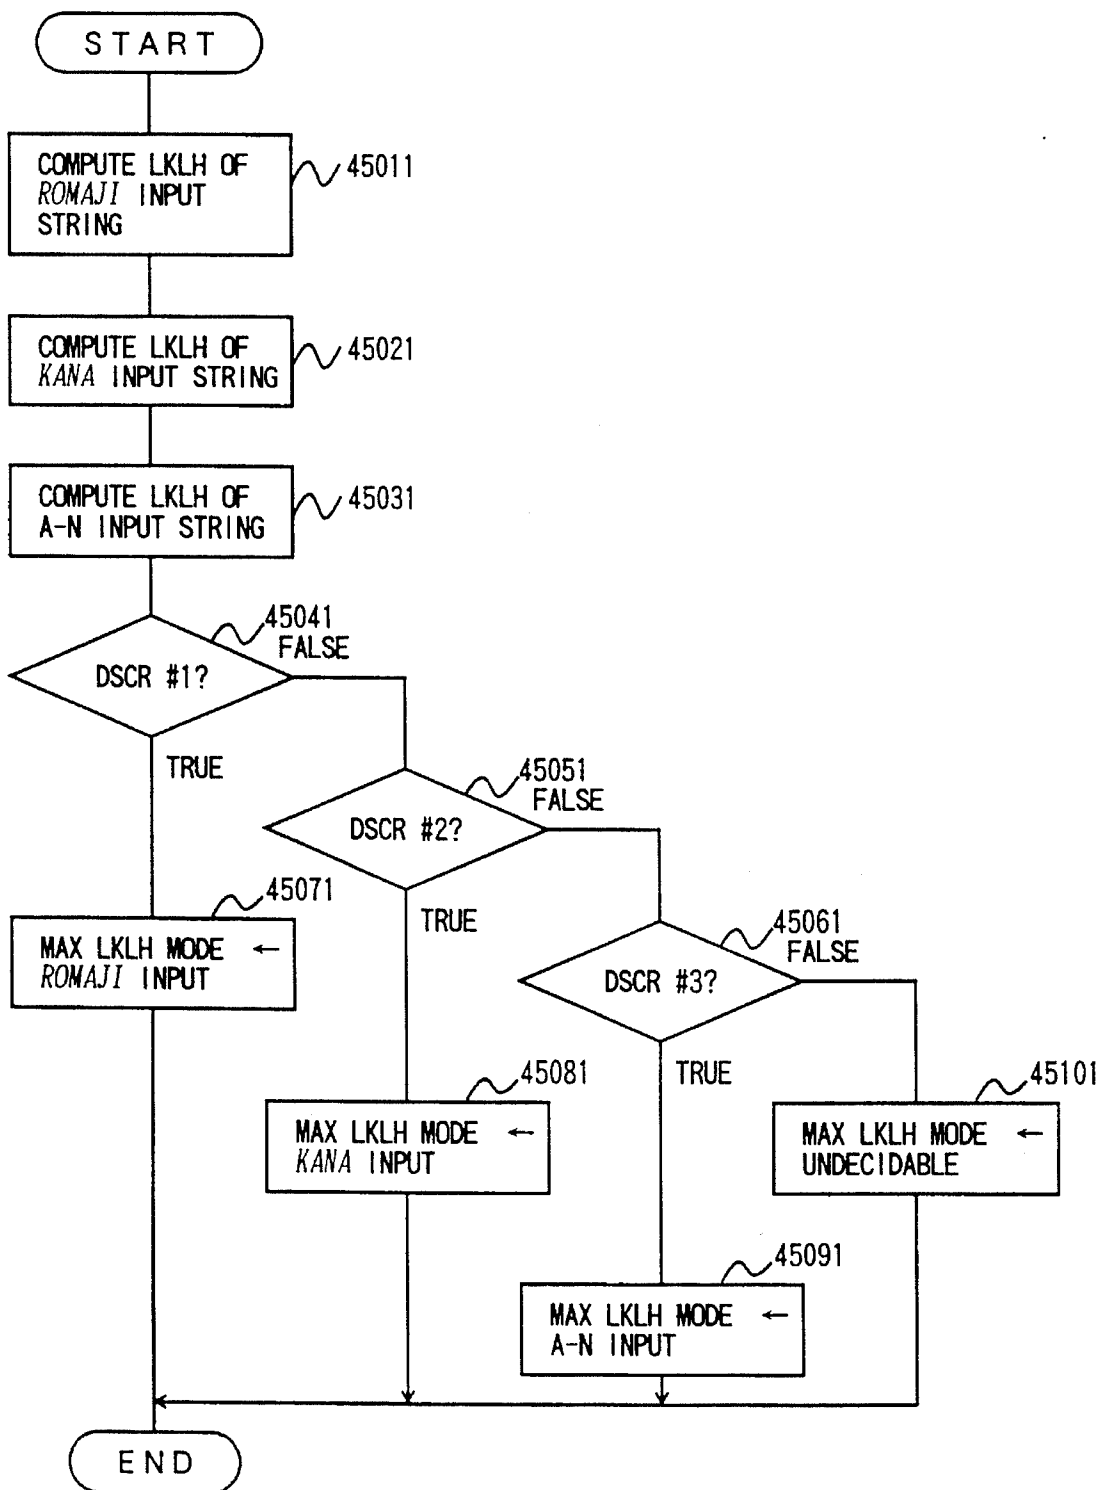 START
COMPUTE LKLH OF
ROMAJI INPUT
STRING
45011
COMPUTE LKLH OF
KANA INPUT STRING
45021
COMPUTE LKLH OF
A-N INPUT STRING
45031
45041
FALSE
DSCR #1?
TRUE
45051
FALSE
DSCR #2?
TRUE
45061
FALSE
DSCR #3?
TRUE
45071
MAX LKLH MODE ←
ROMAJI INPUT
45081
MAX LKLH MODE ←
KANA INPUT
45101
MAX LKLH MODE ←
UNDECIDABLE
45091
MAX LKLH MODE ←
A-N INPUT
END